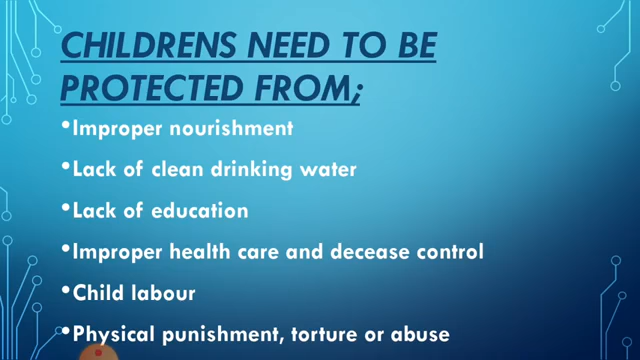 CHILDRENS NEED TO BE
PROTECTED FROM;
•Improper nourishment
•Lack of clean drinking water
•Lack of education
•Improper health care and decease control
•Child labour
•Physical punishment, torture or abuse